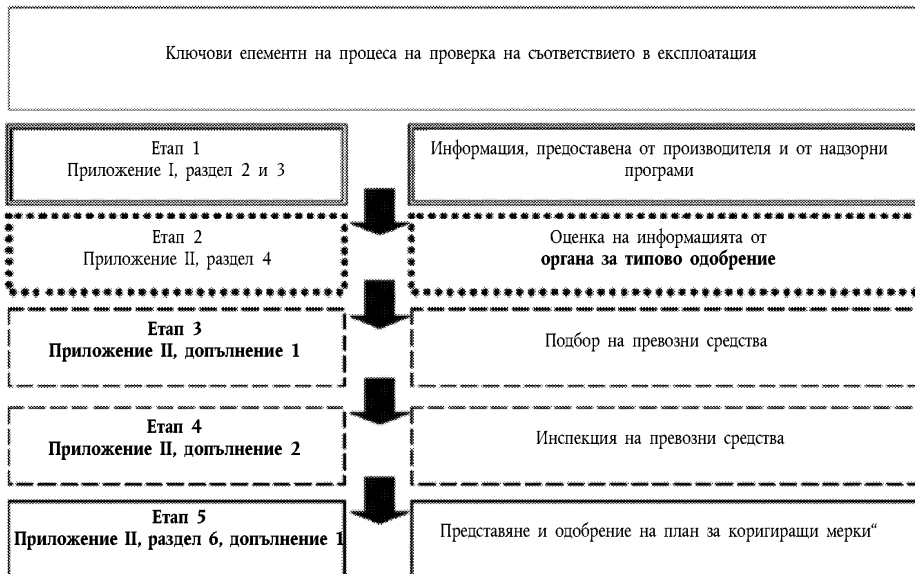 Ключови епементн на процеса на проверка на съответствието в експлоатация
Етап 1
Приложение I, раздел 2 и 3
Информация, предоставена от производителя и от надзорни
програми
Етап 2
Приложение II, раздел 4
Оценка на информацията от
органа за типово одобрение
Етап 3
Приложение II, допълнение 1
Подбор на превозни средства
Етап 4
Приложение II, допълнение 2
Инспекция на превозни средства
Етап 5
Приложение II, раздел 6, допълнение 1
Представяне и одобрение на план за коригиращи мерки“